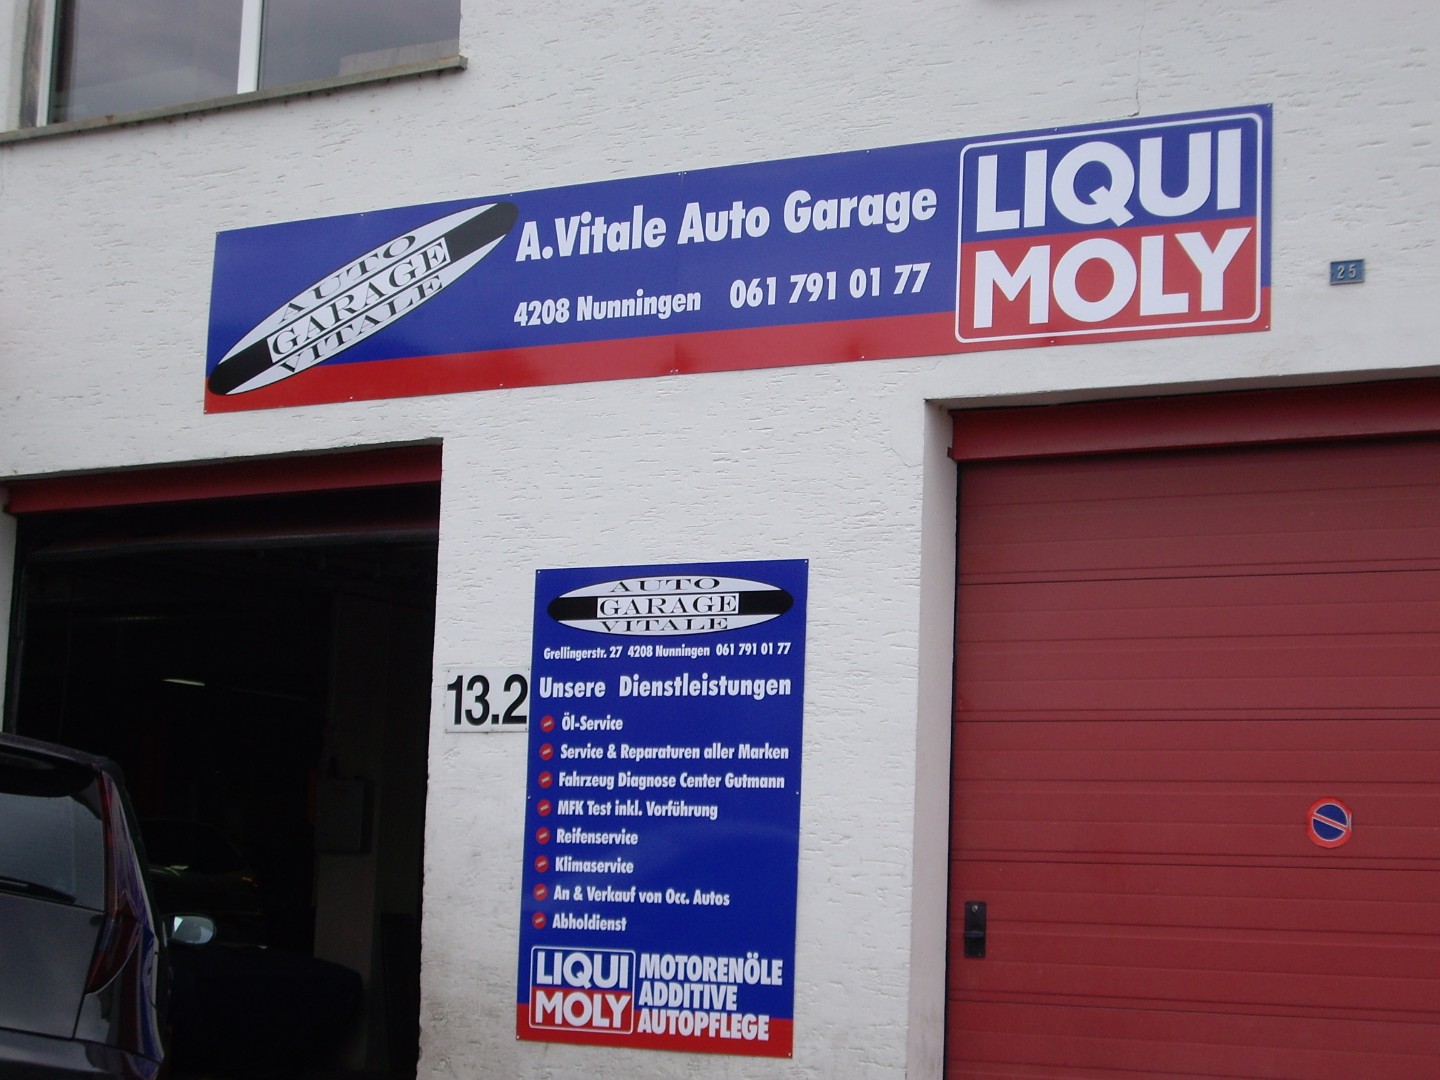 AUTO
GARAGE
VITALE
A.Vitale Auto Garage
4208 Nunningen 061 791 01 77
LIQUI
MOLY
25
13.2
AUTO
GARAGE
VITALE
Grellingerstr. 27 4208 Nunningen 061 791 01 77
Unsere Dienstleistungen
Öl-Service
Service & Reparaturen aller Marken
Fahrzeug Diagnose Center Gutmann
MFK Test inkl. Vorführung
Reifenservice
Klimaservice
An & Verkauf von Occ. Autos
Abholdienst
LIQUI
MOLY
MOTORENÖLE
ADDITIVE
AUTOPFLEGE